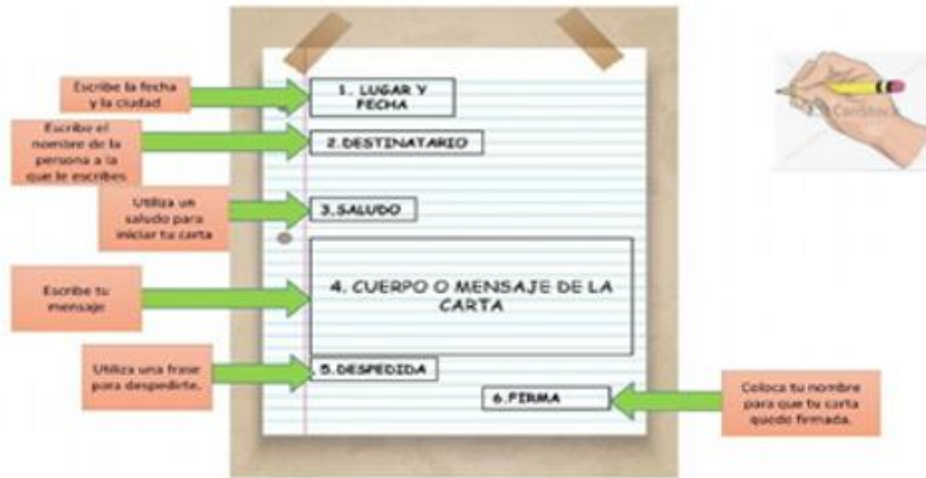 Escribe la fecha
y la ciudad
1. LUGAR Y
FECHA
Escribe el
nombre de la
persona a la
que le escribes
2.DESTINATARIO
Utiliza un
saludo para
iniciar tu carta
3.SALUDO
Escribe tu
mensaje
4. CUERPO O MENSAJE DE LA
CARTA
Utiliza una frase
para despedirte.
5.DESPEDIDA
6.FIRMA
Coloca tu nombre
para que tu carta
quede firmada.
CanStock